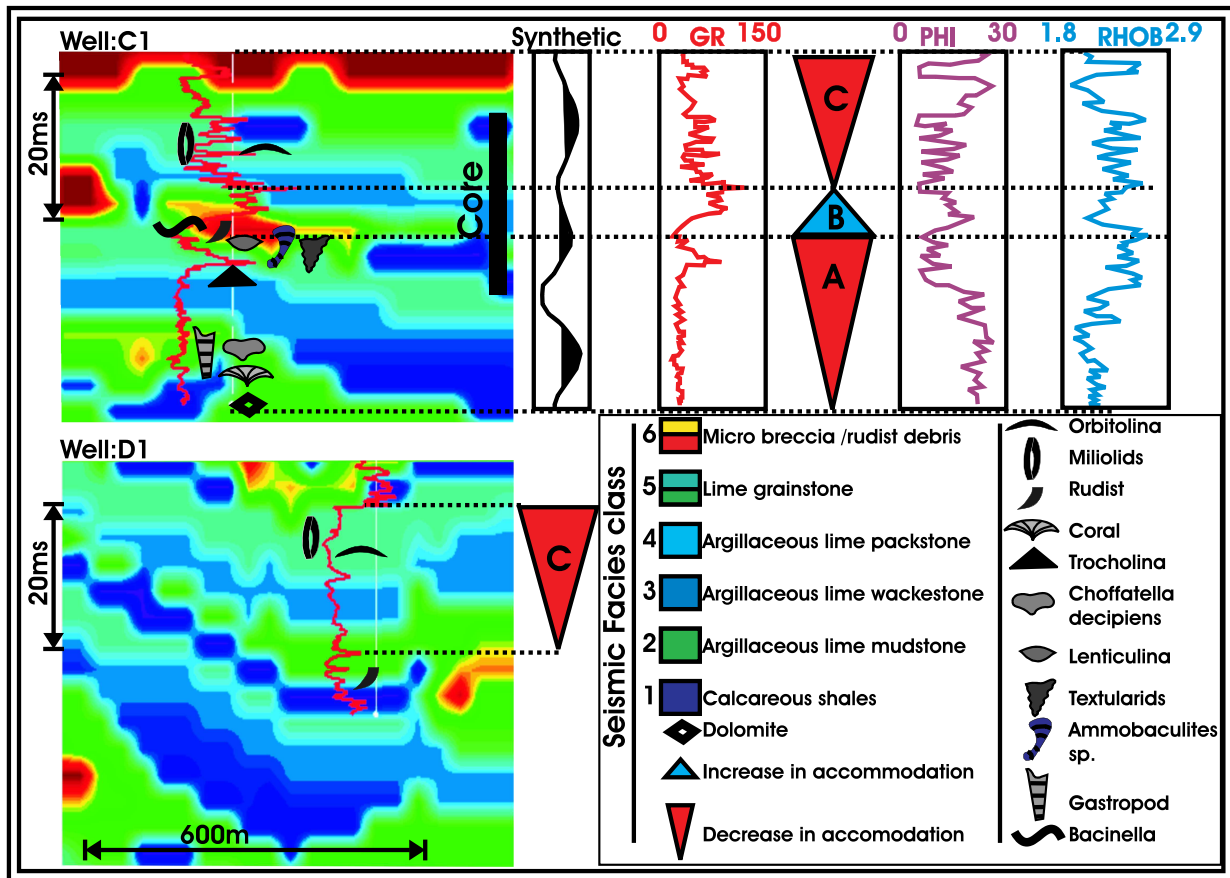 Well:C1
Synthetic
0 GR 150
0 PHI 30
1.8 RHOB 2.9
20ms
Core
C
B
A
Well:D1
20ms
C
600m
Seismic Facies class
6 Micro breccia /rudist debris
5 Lime grainstone
4 Argillaceous lime packstone
3 Argillaceous lime wackestone
2 Argillaceous lime mudstone
1 Calcareous shales
Dolomite
Increase in accommodation
Decrease in accomodation
Orbitolina
Miliolids
Rudist
Coral
Trocholina
Choffatella
decipiens
Lenticulina
Textularids
Ammobaculites
sp.
Gastropod
Bacinella